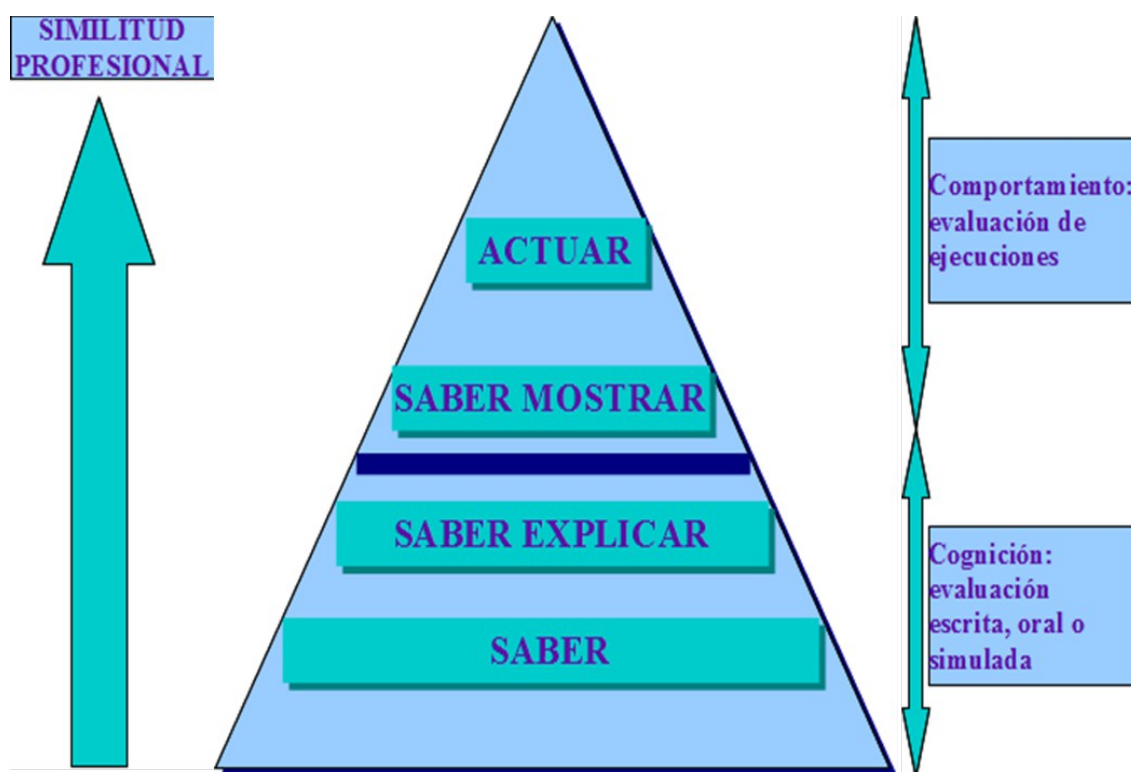 SIMILITUD
PROFESIONAL
ACTUAR
SABER MOSTRAR
SABER EXPLICAR
SABER
Comportamiento:
evaluación de
ejecuciones
Cognición:
evaluación
escrita, oral o
simulada